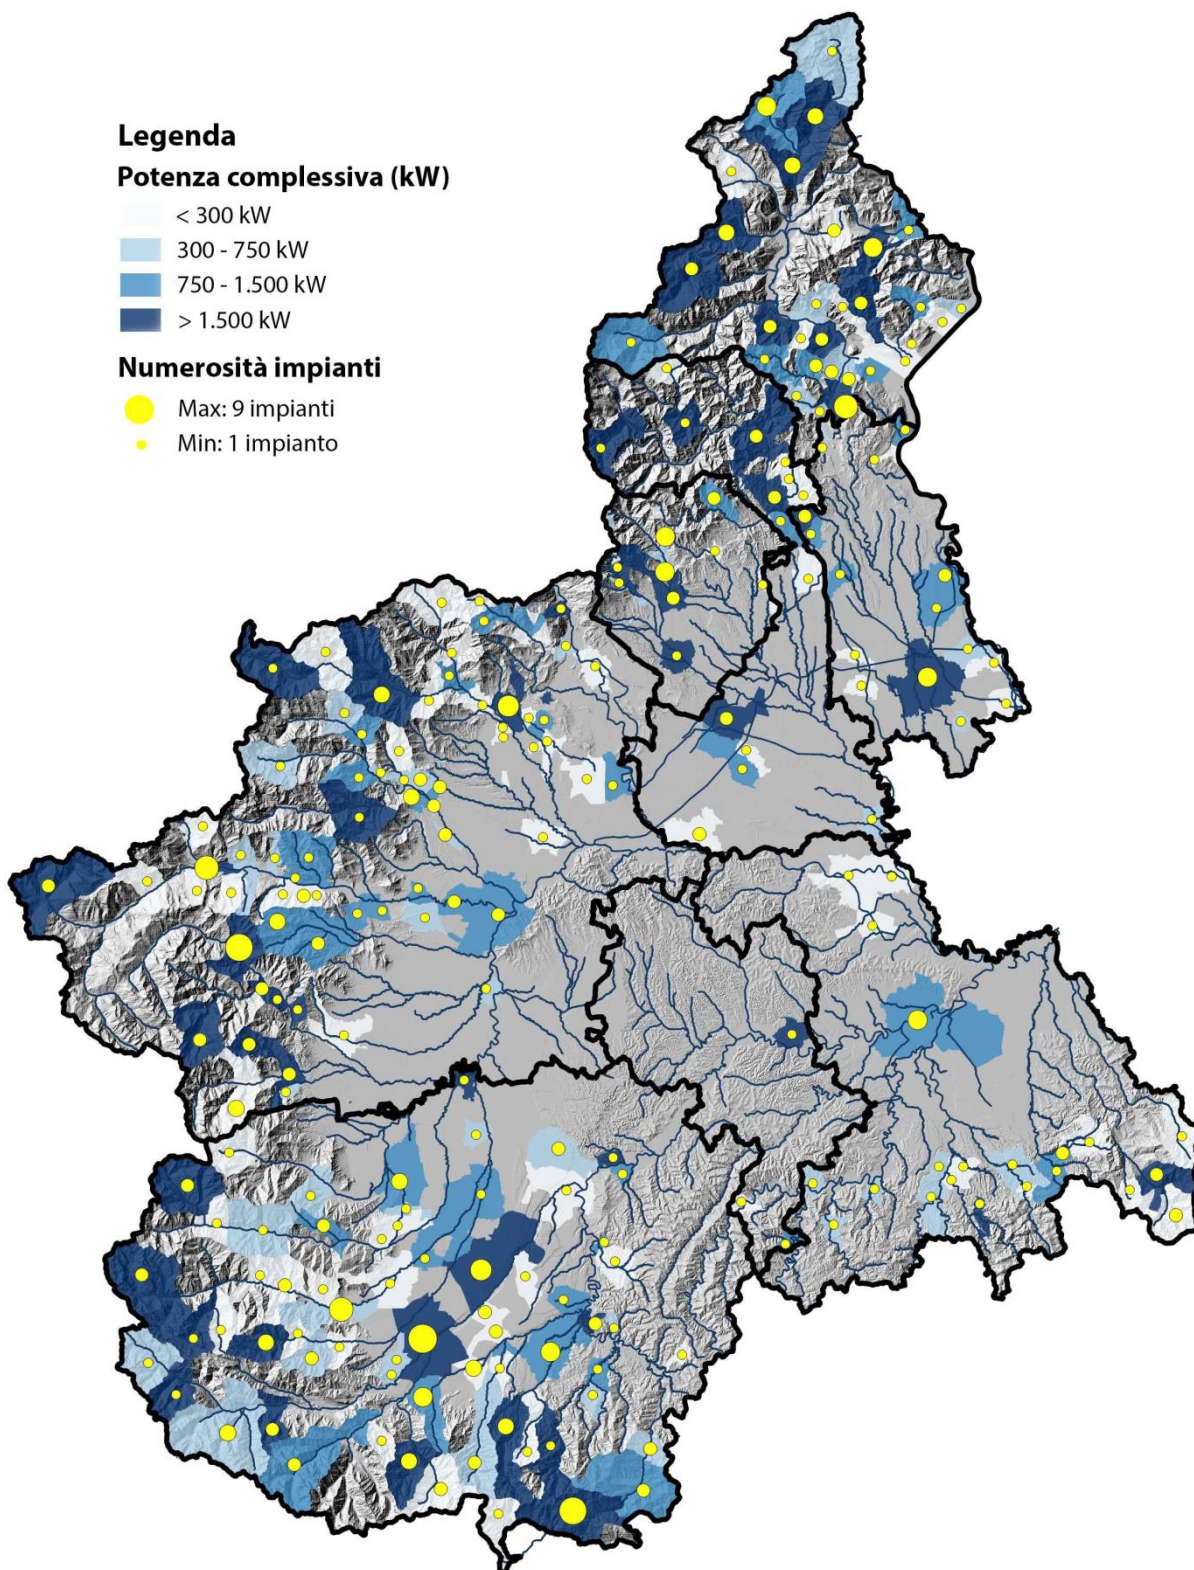 Legenda
Potenza complessiva (kW)
< 300 kW
300 - 750 kW
750 - 1.500 kW
> 1.500 kW
Numerosità impianti
Max: 9 impianti
Min: 1 impianto